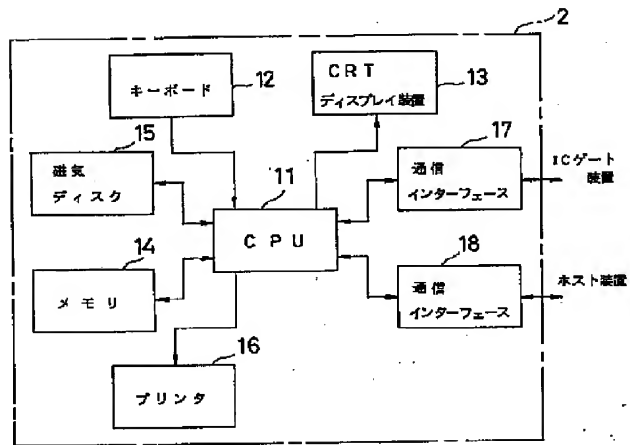 2
キーボード
12
CRT
ディスプレイ装置
13
15
磁気
ディスク
11
CPU
17
通信
インターフェース
ICゲート
装置
14
メモリ
18
通信
インターフェース
ホスト装置
16
プリンタ